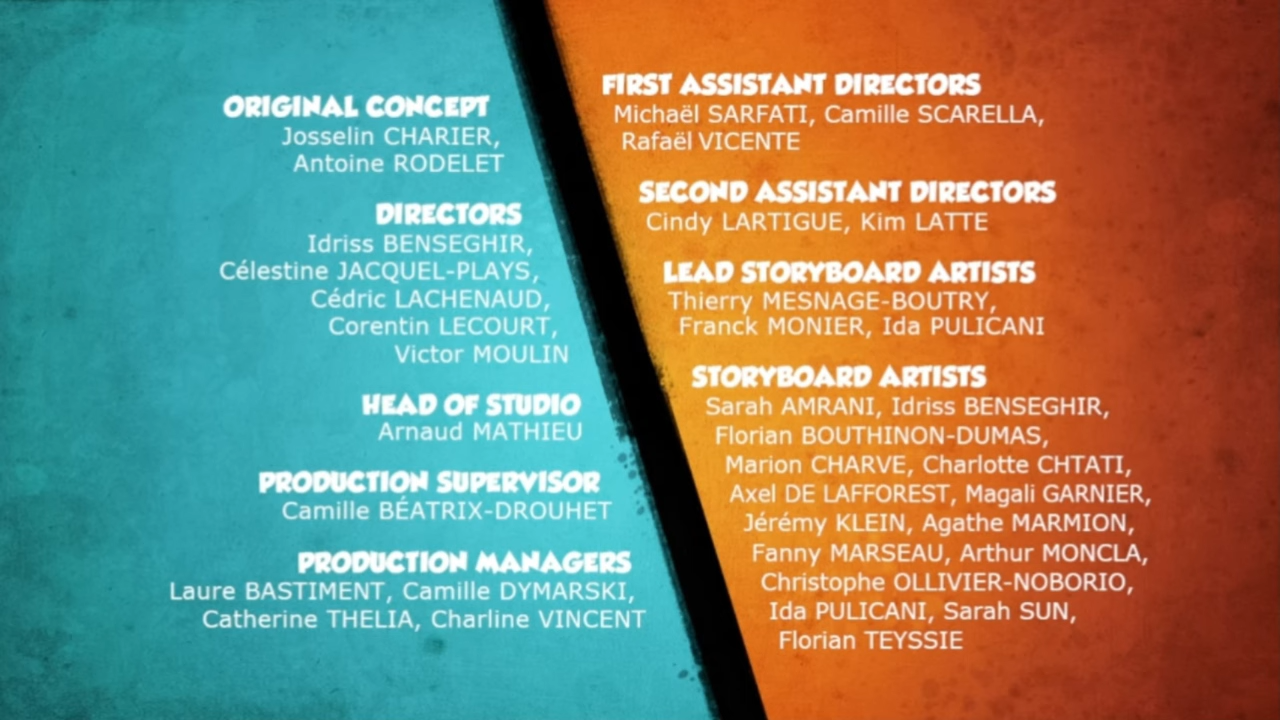 ORIGINAL CONCEPT
Josselin CHARIER,
Antoine RODELET
DIRECTORS
Idriss BENSEGHIR,
Célestine JACQUEL-PLAYS,
Cédric LACHENAUD,
Corentin LECOURT,
Victor MOULIN
HEAD OF STUDIO
Arnaud MATHIEU
PRODUCTION SUPERVISOR
Camille BÉATRIX-DROUHET
PRODUCTION MANAGERS
Laure BASTIMENT, Camille DYMARSKI,
Catherine THELIA, Charline VINCENT
FIRST ASSISTANT DIRECTORS
Michaël SARFATI, Camille SCARELLA,
Rafaël VICENTE
SECOND ASSISTANT DIRECTORS
Cindy LARTIGUE, Kim LATTE
LEAD STORYBOARD ARTISTS
Thierry MESNAGE-BOUTRY,
Franck MONIER, Ida PULICANI
STORYBOARD ARTISTS
Sarah AMRANI, Idriss BENSEGHIR,
Florian BOUTHINON-DUMAS,
Marion CHARVE, Charlotte CHTATI,
Axel DE LAFFOREST, Magali GARNIER,
Jérémy KLEIN, Agathe MARMION,
Fanny MARSEAU, Arthur MONCLA,
Christophe OLLIVIER-NOBORIO,
Ida PULICANI, Sarah SUN,
Florian TEYSSIE